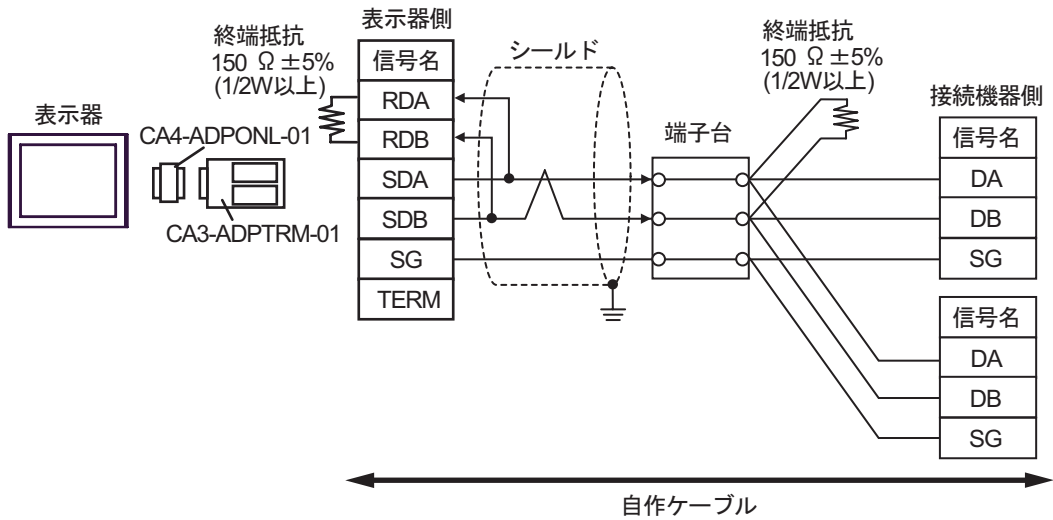 表示器
CA4-ADPONL-01
CA3-ADPTRM-01
終端抵抗
150 Ω ±5%
(1/2W以上)
表示器側
信号名
RDA
RDB
SDA
SDB
SG
TERM
シールド
端子台
終端抵抗
150 Ω ±5%
(1/2W以上)
接続機器側
信号名
DA
DB
SG
信号名
DA
DB
SG
自作ケーブル